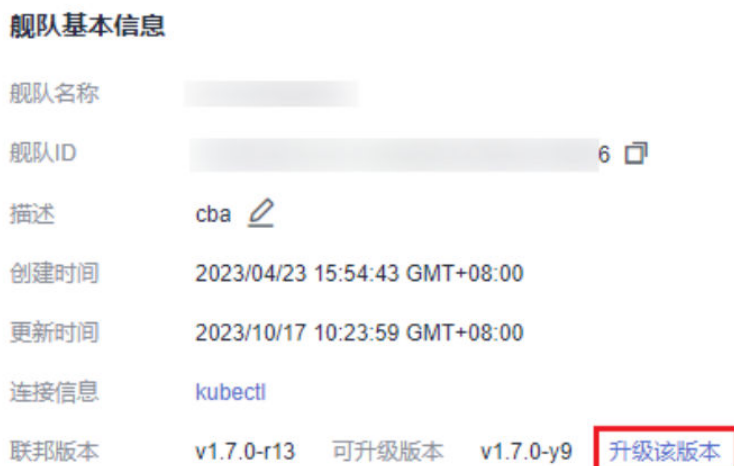 舰队基本信息
舰队名称
舰队ID 6
描述 cba
创建时间 2023/04/23 15:54:43 GMT+08:00
更新时间 2023/10/17 10:23:59 GMT+08:00
连接信息 kubectl
联邦版本 v1.7.0-r13 可升级版本 v1.7.0-y9 升级该版本